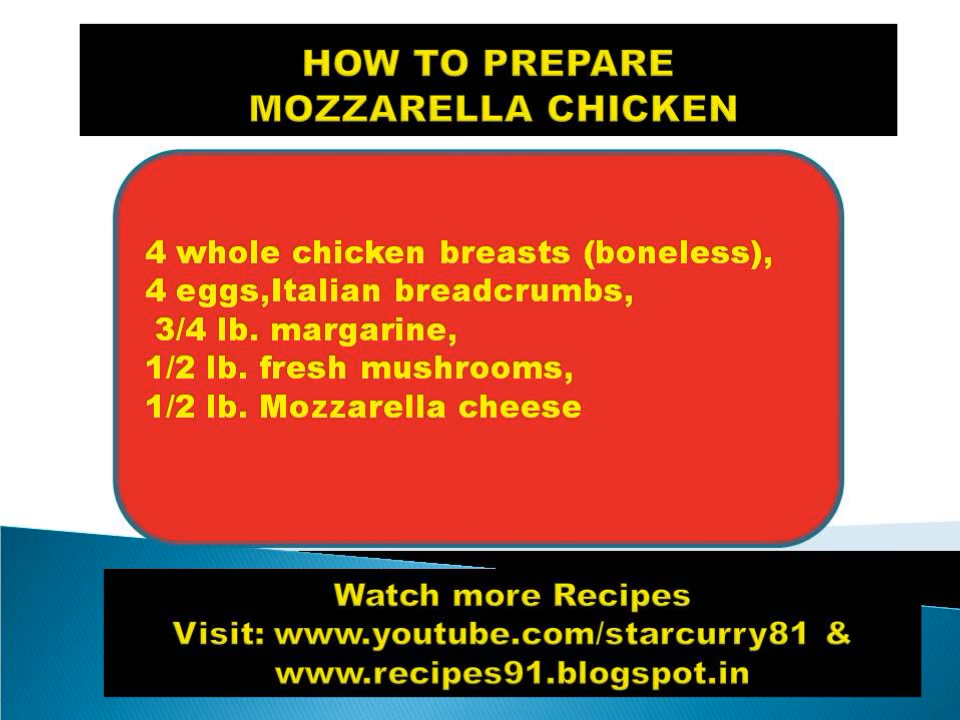 HOW TO PREPARE
MOZZARELLA CHICKEN
4 whole chicken breasts (boneless),
4 eggs,Italian breadcrumbs,
3/4 lb. margarine,
1/2 lb. fresh mushrooms,
1/2 lb. Mozzarella cheese
Watch more Recipes
Visit: www.youtube.com/starcurry81 &
www.recipes91.blogspot.in